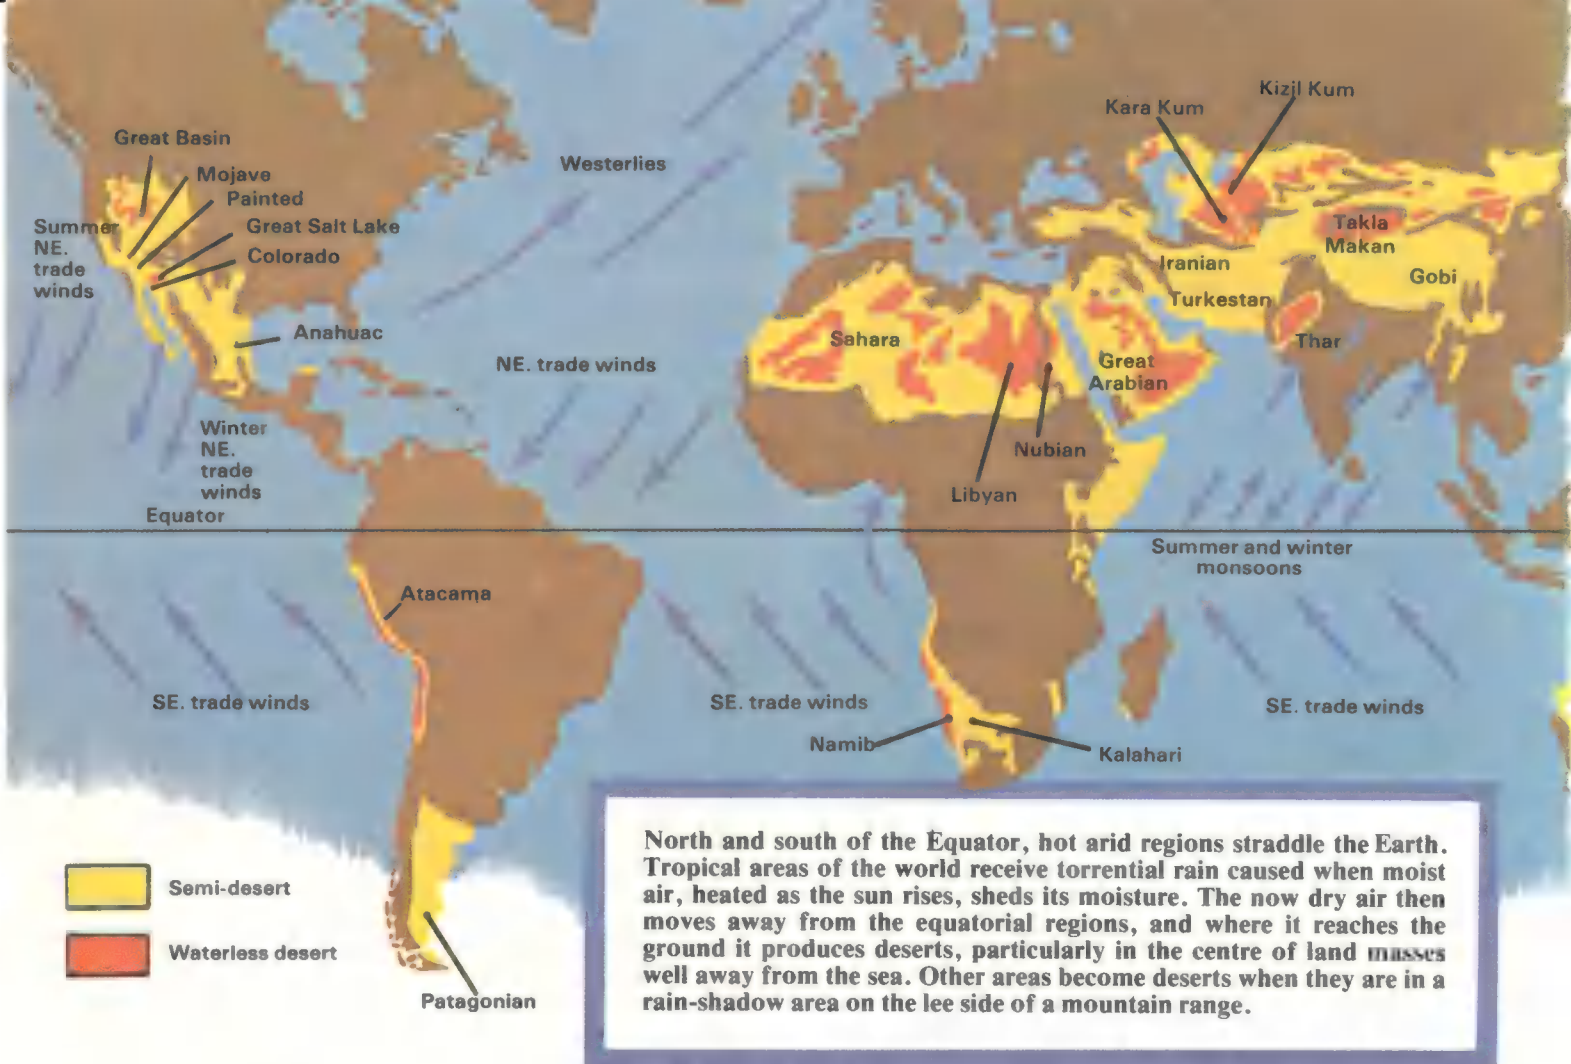 Kizil Kum
Kara Kum
Great Basin
Mojave
Painted
Great Salt Lake
Colorado
Summer
NE.
trade
winds
Westerlies
Takla
Makan
Iranian
Gobi
Turkestan
Anahuac
Sahara
Thar
Great
Arabian
NE. trade winds
Winter
NE.
trade
winds
Nubian
Libyan
Equator
Summer and winter
monsoons
Atacama
SE. trade winds
SE. trade winds
SE. trade winds
Namib
Kalahari
North and south of the Equator, hot arid regions straddle the Earth.
Tropical areas of the world receive torrential rain caused when moist
air, heated as the sun rises, sheds its moisture. The now dry air then
moves away from the equatorial regions, and where it reaches the
ground it produces deserts, particularly in the centre of land masses
well away from the sea. Other areas become deserts when they are in a
rain-shadow area on the lee side of a mountain range.
Semi-desert
Waterless desert
Patagonian